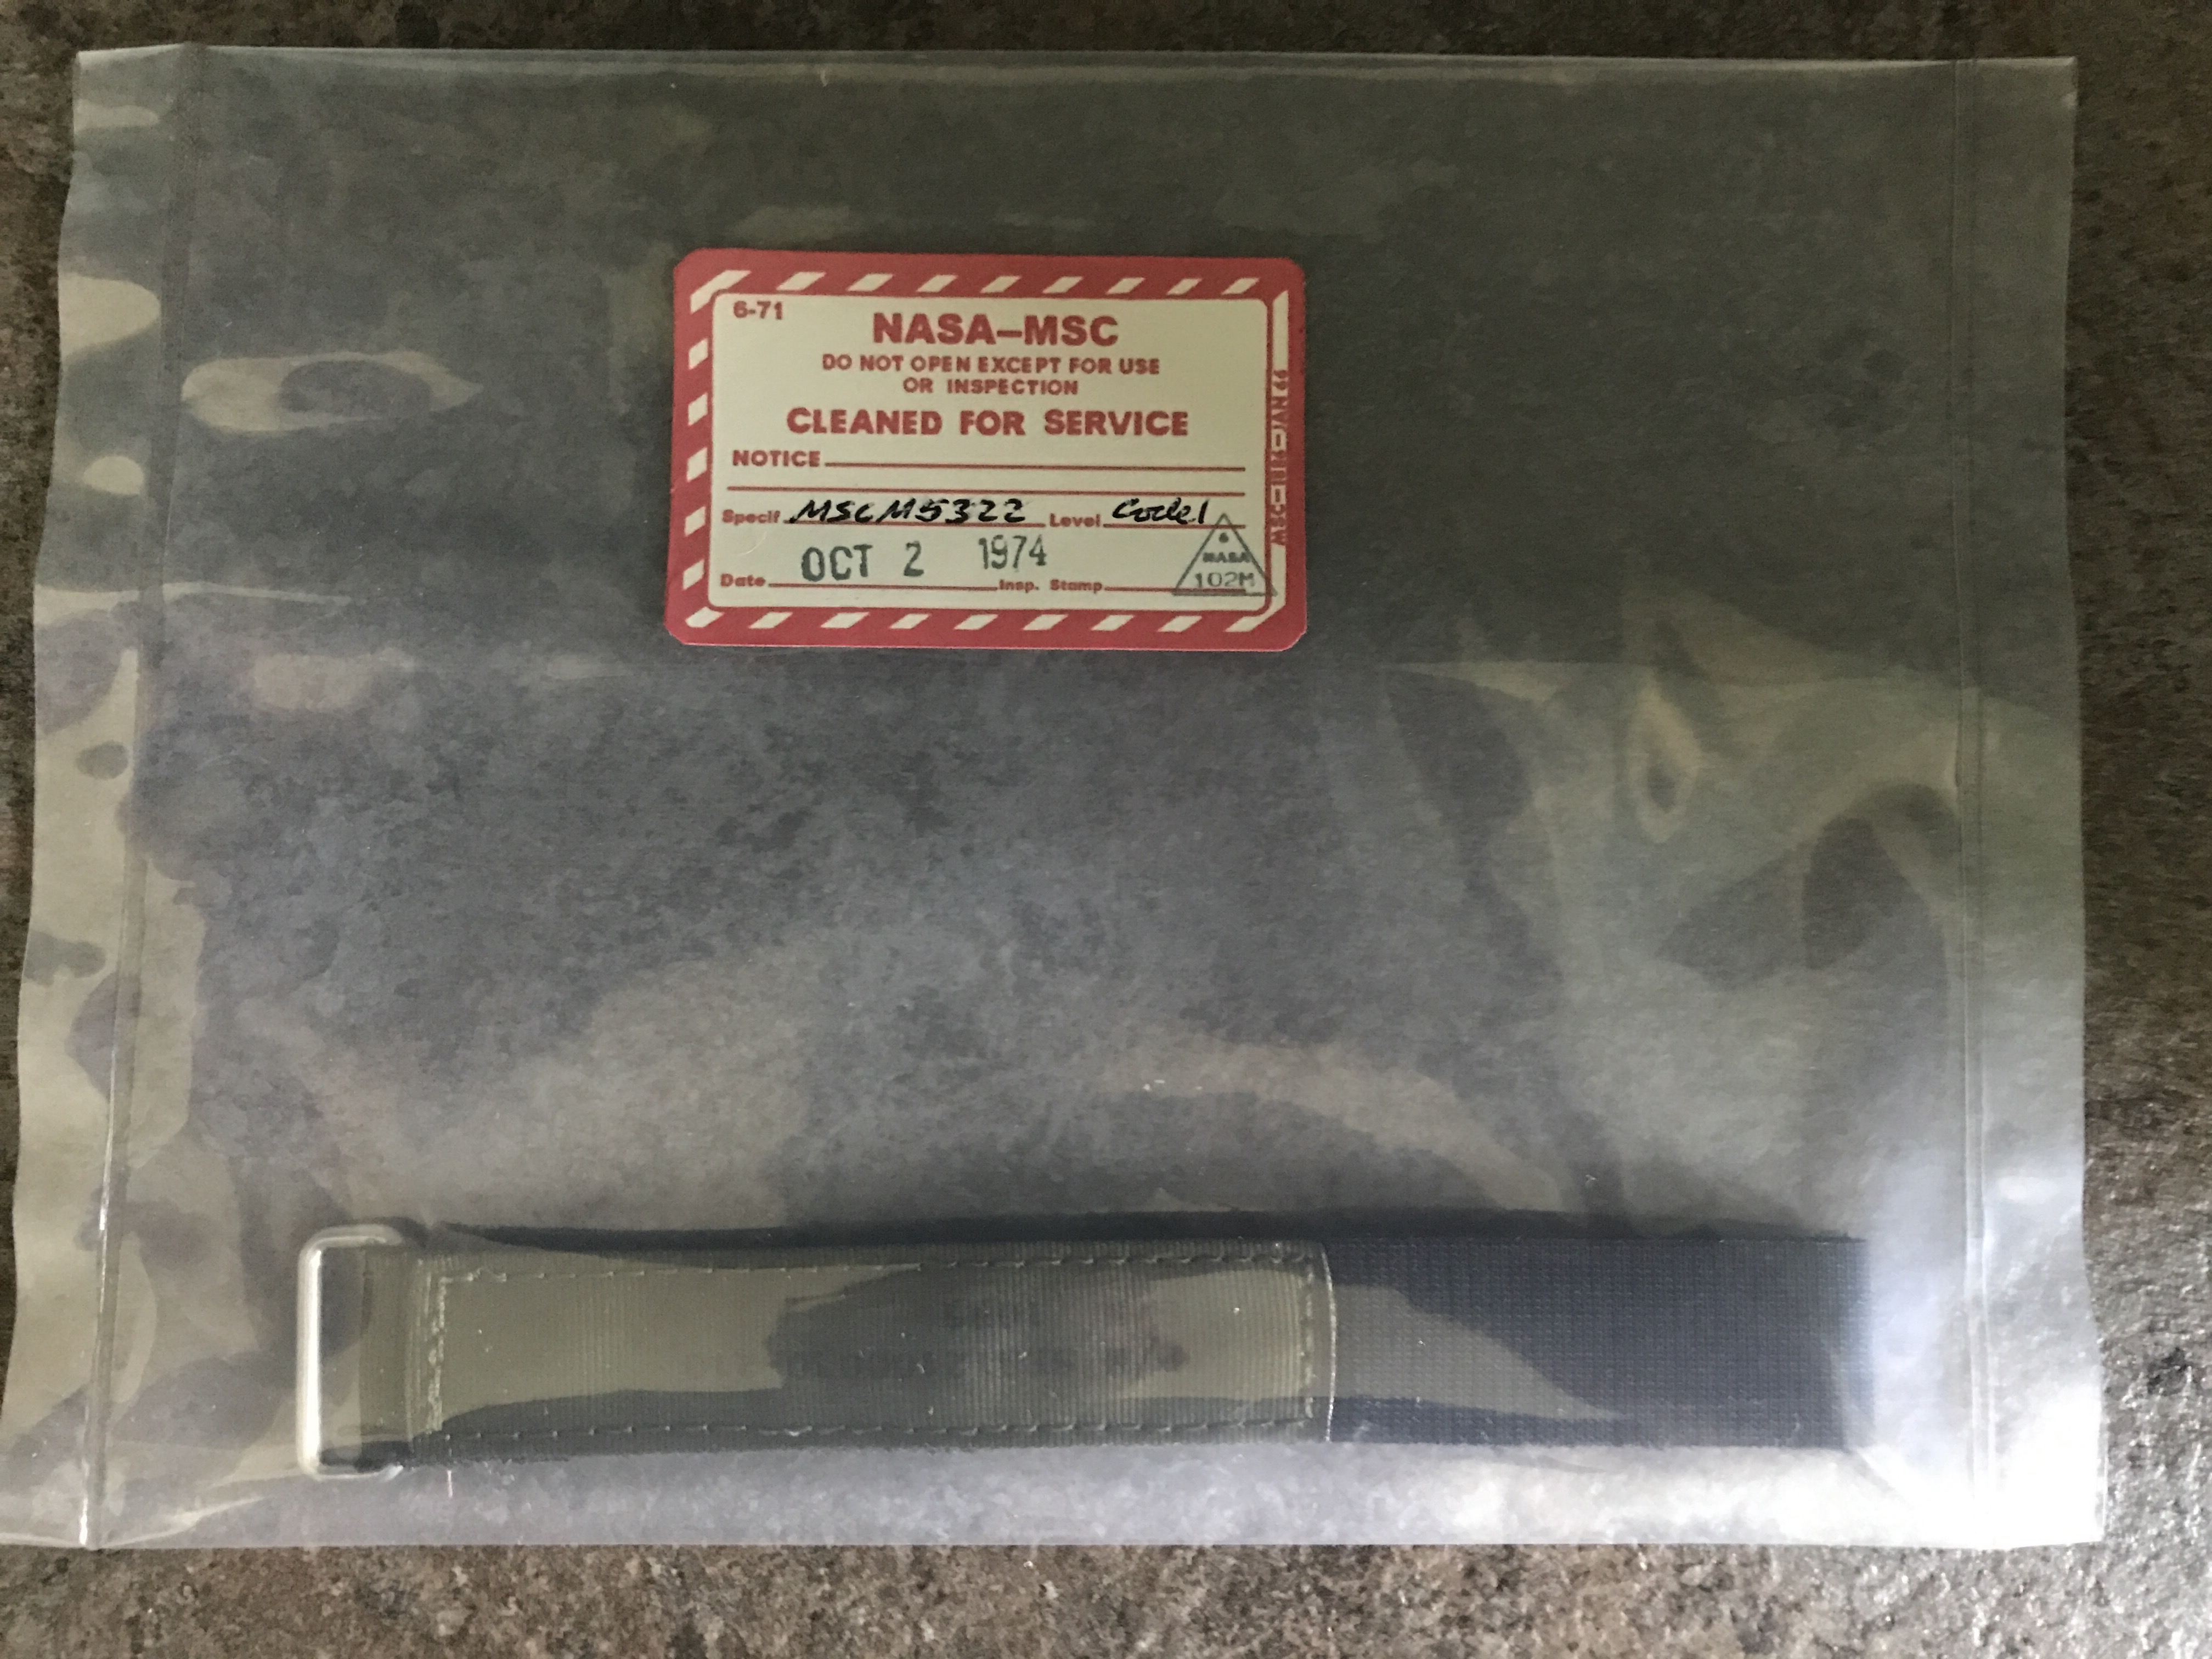 6-71
NASA–MSC
DO NOT OPEN EXCEPT FOR USE
OR INSPECTION
CLEANED FOR SERVICE
NOTICE
Specif. MSCM5322 Level Code 1
Date OCT 2 1974 Insp. Stamp
NASA
102M